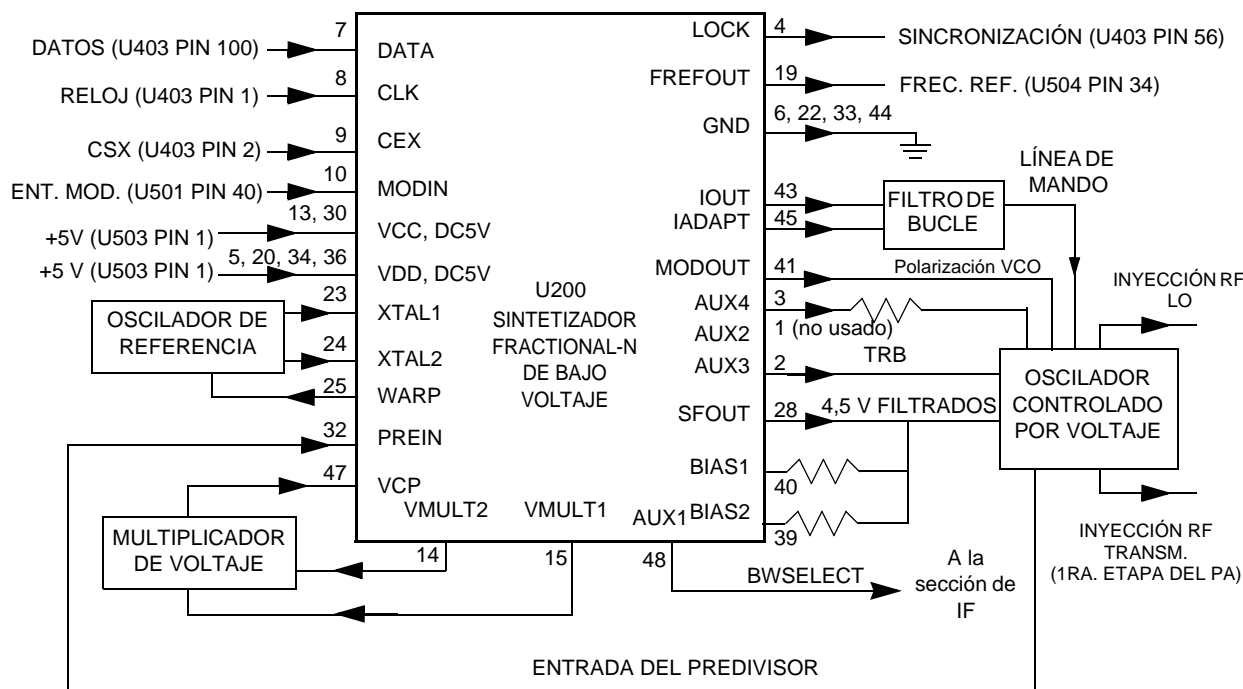 DATOS (U403 PIN 100)
7
DATA
RELOJ (U403 PIN 1)
8
CLK
CSX (U403 PIN 2)
9
CEX
ENT. MOD. (U501 PIN 40)
10
MODIN
+5V (U503 PIN 1)
13, 30
VCC, DC5V
+5 V (U503 PIN 1)
5, 20, 34, 36
VDD, DC5V
OSCILADOR DE
REFERENCIA
23
XTAL1
24
XTAL2
25
WARP
32
PREIN
47
VCP
MULTIPLICADOR
DE VOLTAJE
VMULT2
14
VMULT1
15
U200
SINTETIZADOR
FRACTIONAL-N
DE BAJO
VOLTAJE
LOCK
4
SINCRONIZACIÓN (U403 PIN 56)
FREFOUT
19
FREC. REF. (U504 PIN 34)
GND
6, 22, 33, 44
IOUT
43
IADAPT
45
FILTRO DE
BUCLE
LÍNEA DE
MANDO
MODOUT
41
Polarización VCO
AUX4
3
AUX2
1 (no usado)
AUX3
2
TRB
SFOUT
28
4,5 V FILTRADOS
BIAS1
40
BIAS2
39
AUX1
48
BWSELECT
A la
sección de
IF
OSCILADOR
CONTROLADO
POR VOLTAJE
INYECCIÓN RF
LO
INYECCIÓN RF
TRANSM.
(1RA. ETAPA DEL PA)
ENTRADA DEL PREDIVISOR